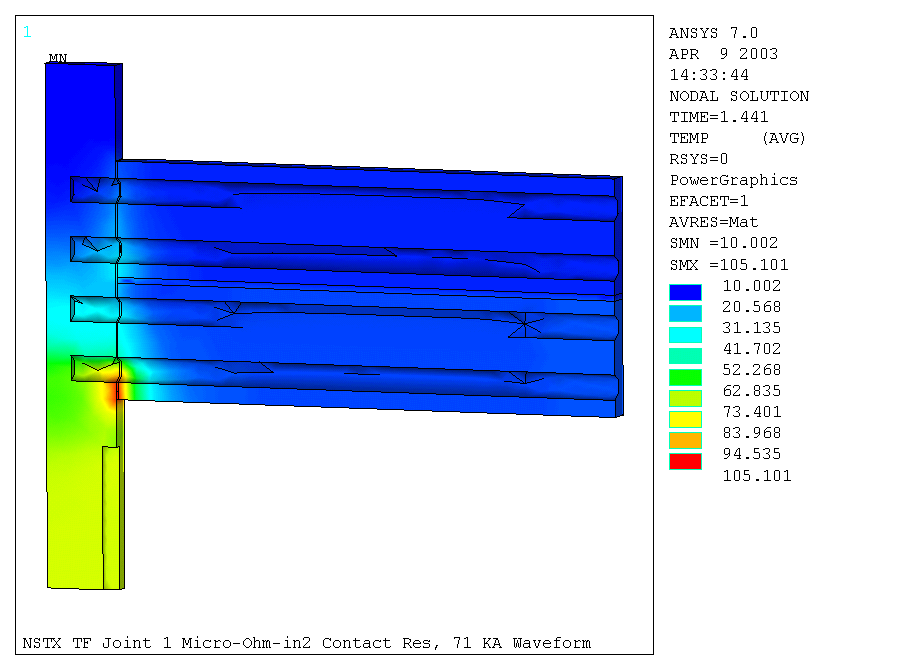 1
MN
ANSYS 7.0
APR  9 2003
14:33:44
NODAL SOLUTION
TIME=1.441
TEMP     (AVG)
RSYS=0
PowerGraphics
EFACET=1
AVRES=Mat
SMN =10.002
SMX =105.101
10.002
20.568
31.135
41.702
52.268
62.835
73.401
83.968
94.535
105.101
NSTX TF Joint 1 Micro-Ohm-in2 Contact Res, 71 KA Waveform